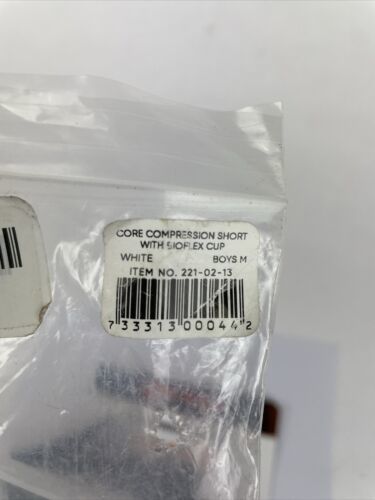 CORE COMPRESSION SHORT
WITH BIOFLEX CUP
WHITE BOYS M
ITEM NO. 221-02-13
7 33313 00044 2